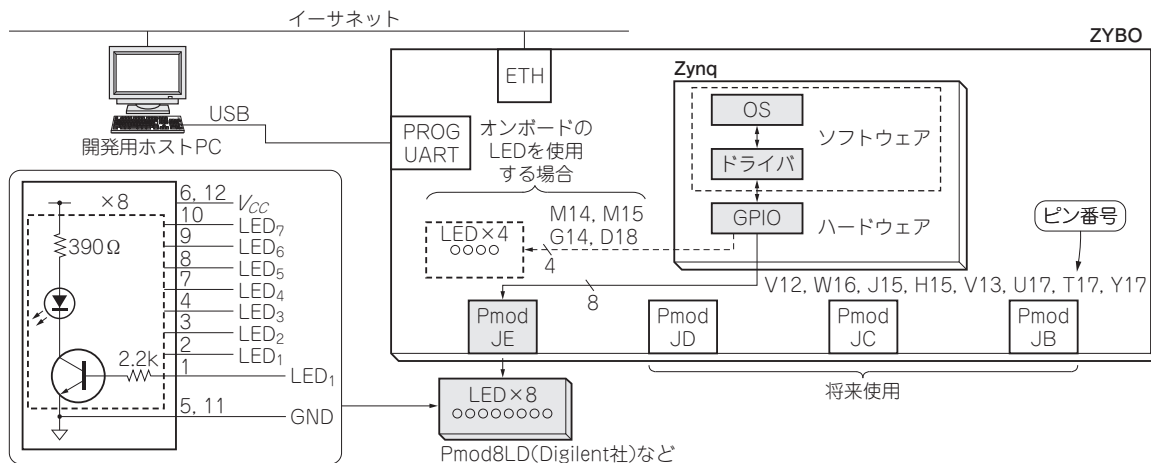 イーサネット
ZYBO
ETH
Zynq
OS
ソフトウェア
ドライバ
GPIO
ハードウェア
USB
開発用ホストPC
PROG
UART
オンボードの
LEDを使用
する場合
LED×4
M14, M15
G14, D18
4
8
ピン番号
V12, W16, J15, H15, V13, U17, T17, Y17
Pmod
JE
Pmod
JD
Pmod
JC
Pmod
JB
将来使用
LED×8
Pmod8LD(Digilent社)など
×8
390Ω
2.2k
6, 12 VCC
10 LED7
9 LED6
8 LED5
7 LED4
4 LED3
3 LED2
2 LED1
1 LED1
5, 11 GND